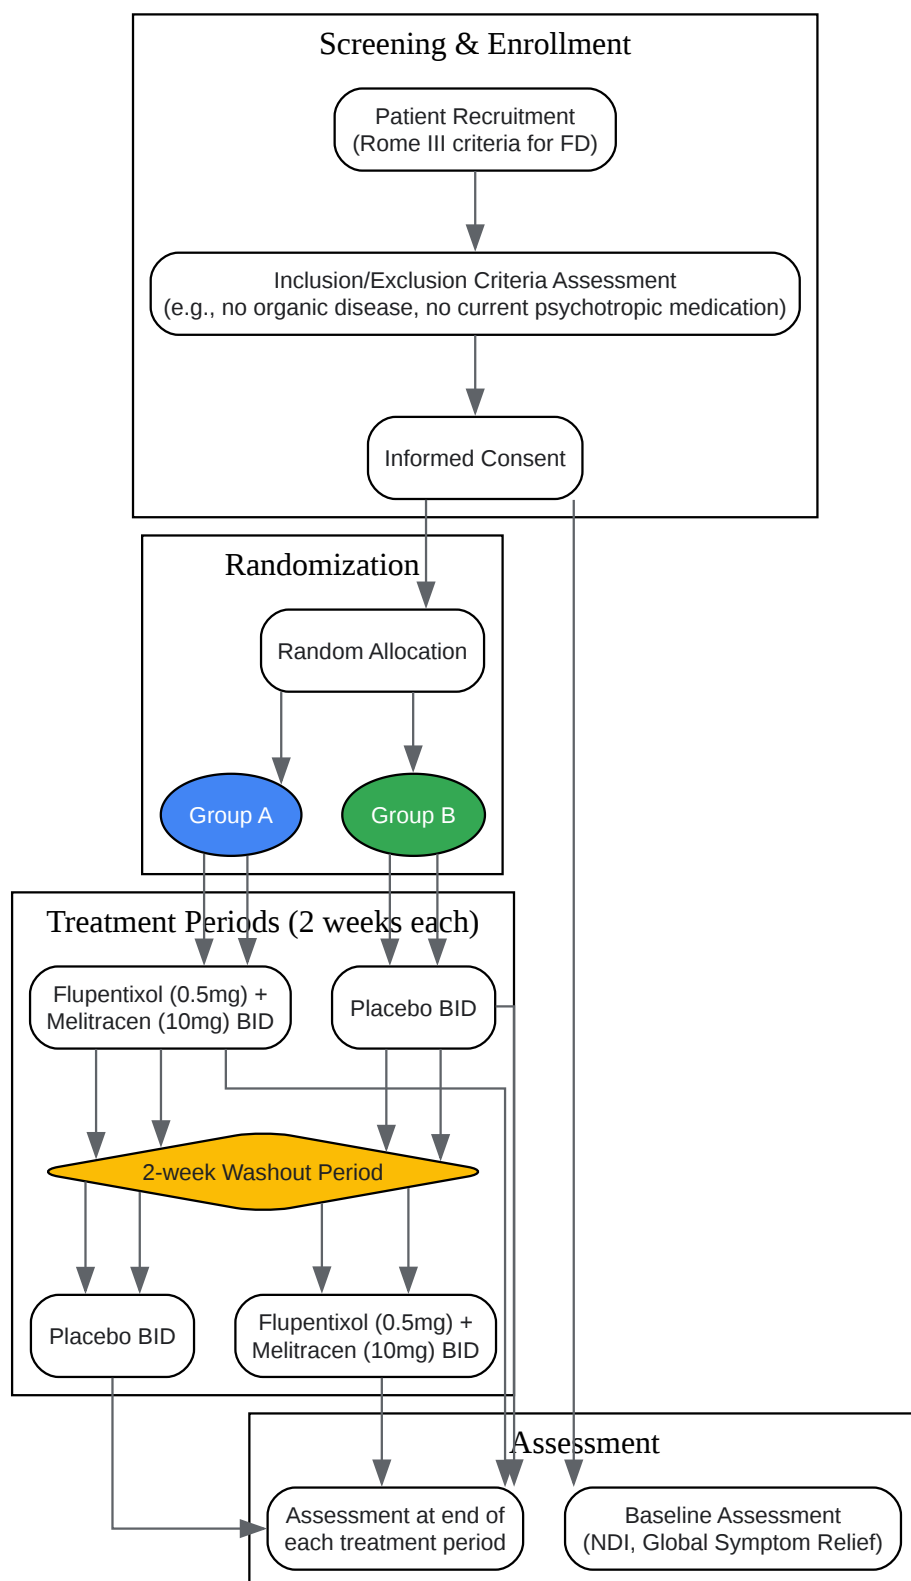 Screening & Enrollment
Patient Recruitment
(Rome III criteria for FD)
Inclusion/Exclusion Criteria Assessment
(e.g., no organic disease, no current psychotropic medication)
Informed Consent
Randomization
Random Allocation
Group A
Group B
Treatment Periods (2 weeks each)
Flupentixol (0.5mg) +
Melitracen (10mg) BID
Placebo BID
2-week Washout Period
Placebo BID
Flupentixol (0.5mg) +
Melitracen (10mg) BID
Assessment
Assessment at end of
each treatment period
Baseline Assessment
(NDI, Global Symptom Relief)